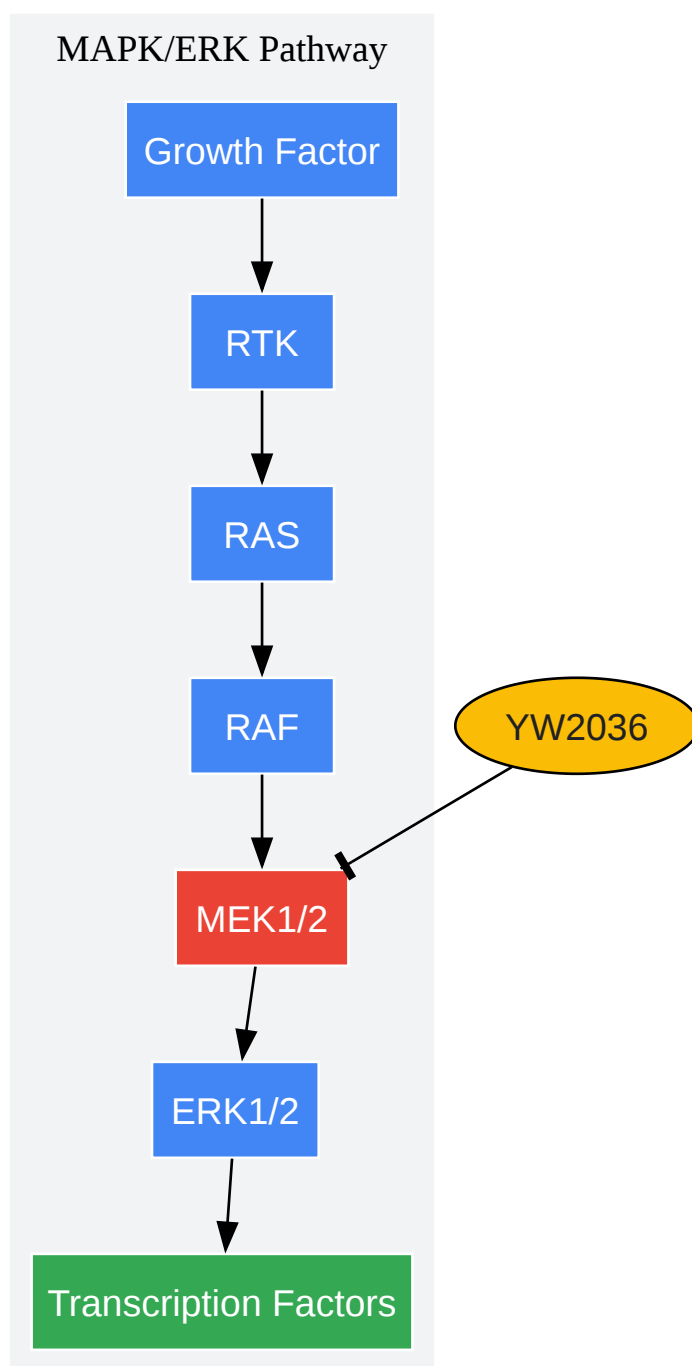 MAPK/ERK Pathway
Growth Factor
RTK
RAS
RAF
YW2036
MEK1/2
ERK1/2
Transcription Factors